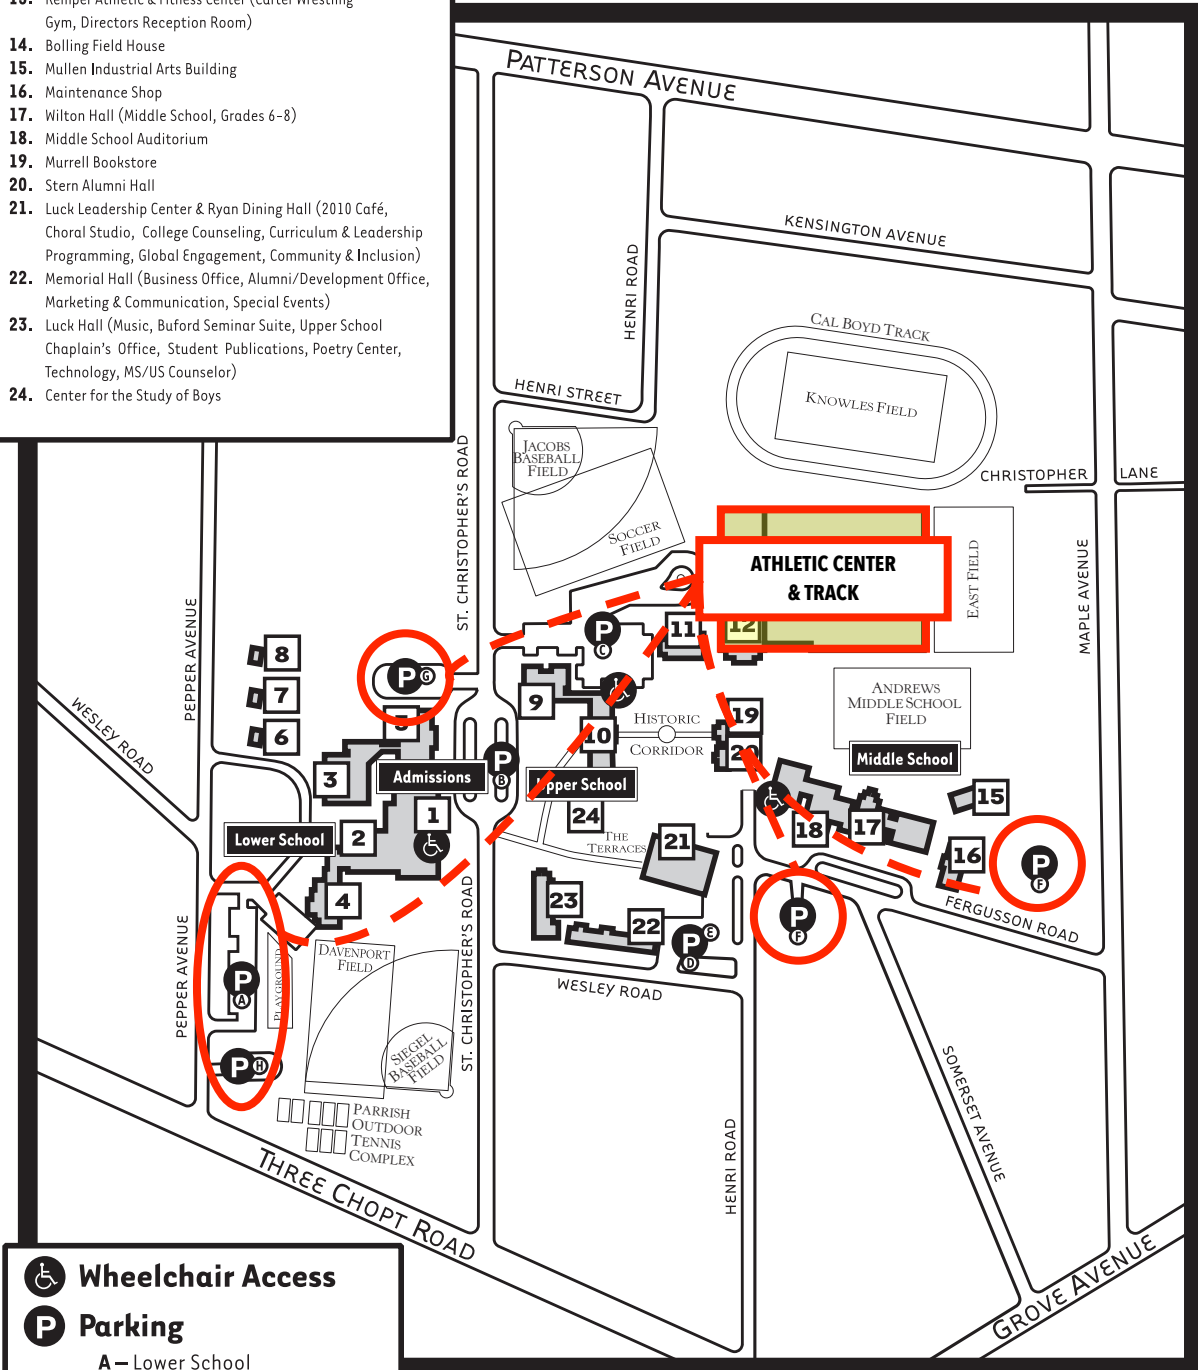 13. Kemper Athletic & Fitness Center (Carter Wrestling
Gym, Directors Reception Room)
14. Bolling Field House
15. Mullen Industrial Arts Building
16. Maintenance Shop
17. Wilton Hall (Middle School, Grades 6-8)
18. Middle School Auditorium
19. Murrell Bookstore
20. Stern Alumni Hall
21. Luck Leadership Center & Ryan Dining Hall (2010 Café,
Choral Studio, College Counseling, Curriculum & Leadership
Programming, Global Engagement, Community & Inclusion)
22. Memorial Hall (Business Office, Alumni/Development Office,
Marketing & Communication, Special Events)
23. Luck Hall (Music, Buford Seminar Suite, Upper School
Chaplain's Office, Student Publications, Poetry Center,
Technology, MS/US Counselor)
24. Center for the Study of Boys
PATTERSON AVENUE
KENSINGTON AVENUE
HENRI ROAD
CAL BOYD TRACK
KNOWLES FIELD
HENRI STREET
JACOBS
BASEBALL
FIELD
SOCCER
FIELD
CHRISTOPHER LANE
ST. CHRISTOPHER'S ROAD
ATHLETIC CENTER
& TRACK
EAST FIELD
MAPLE AVENUE
PEPPER AVENUE
WESLEY ROAD
8
7
6
P G
5
P C
11
12
9
10
HISTORIC
CORRIDOR
19
20
ANDREWS
MIDDLE SCHOOL
FIELD
Middle School
3
Admissions
P B
Upper School
1
2
Lower School
24
THE
TERRACES
21
18
17
15
16
P F
4
23
22
P E
D
P F
FERGUSSON ROAD
PEPPER AVENUE
P A
PLAYGROUND
DAVENPORT
FIELD
ST. CHRISTOPHER'S ROAD
WESLEY ROAD
P H
SIEGEL
BASEBALL
FIELD
PARRISH
OUTDOOR
TENNIS
COMPLEX
THREE CHOPT ROAD
HENRI ROAD
SOMERSET AVENUE
GROVE AVENUE
Wheelchair Access
P Parking
A — Lower School